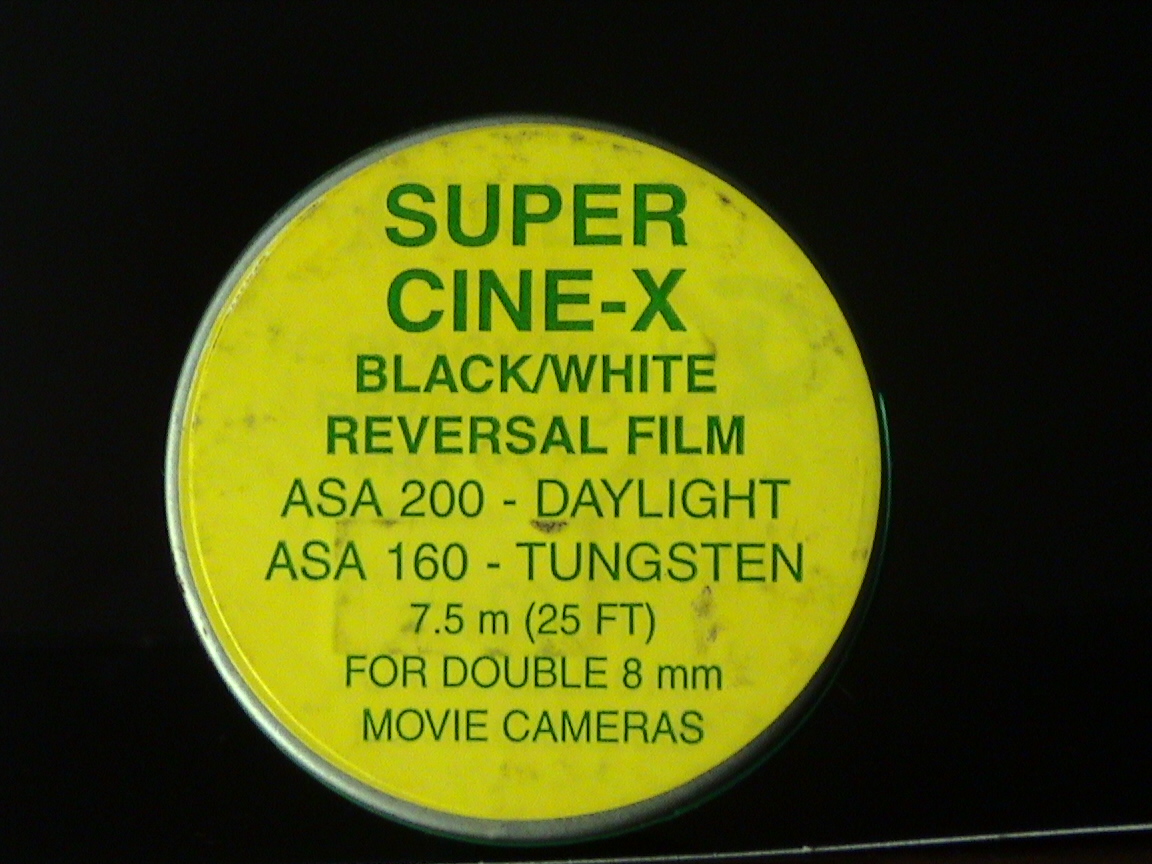 SUPER
CINE-X
BLACK/WHITE
REVERSAL FILM
ASA 200 - DAYLIGHT
ASA 160 - TUNGSTEN
7.5 m (25 FT)
FOR DOUBLE 8 mm
MOVIE CAMERAS